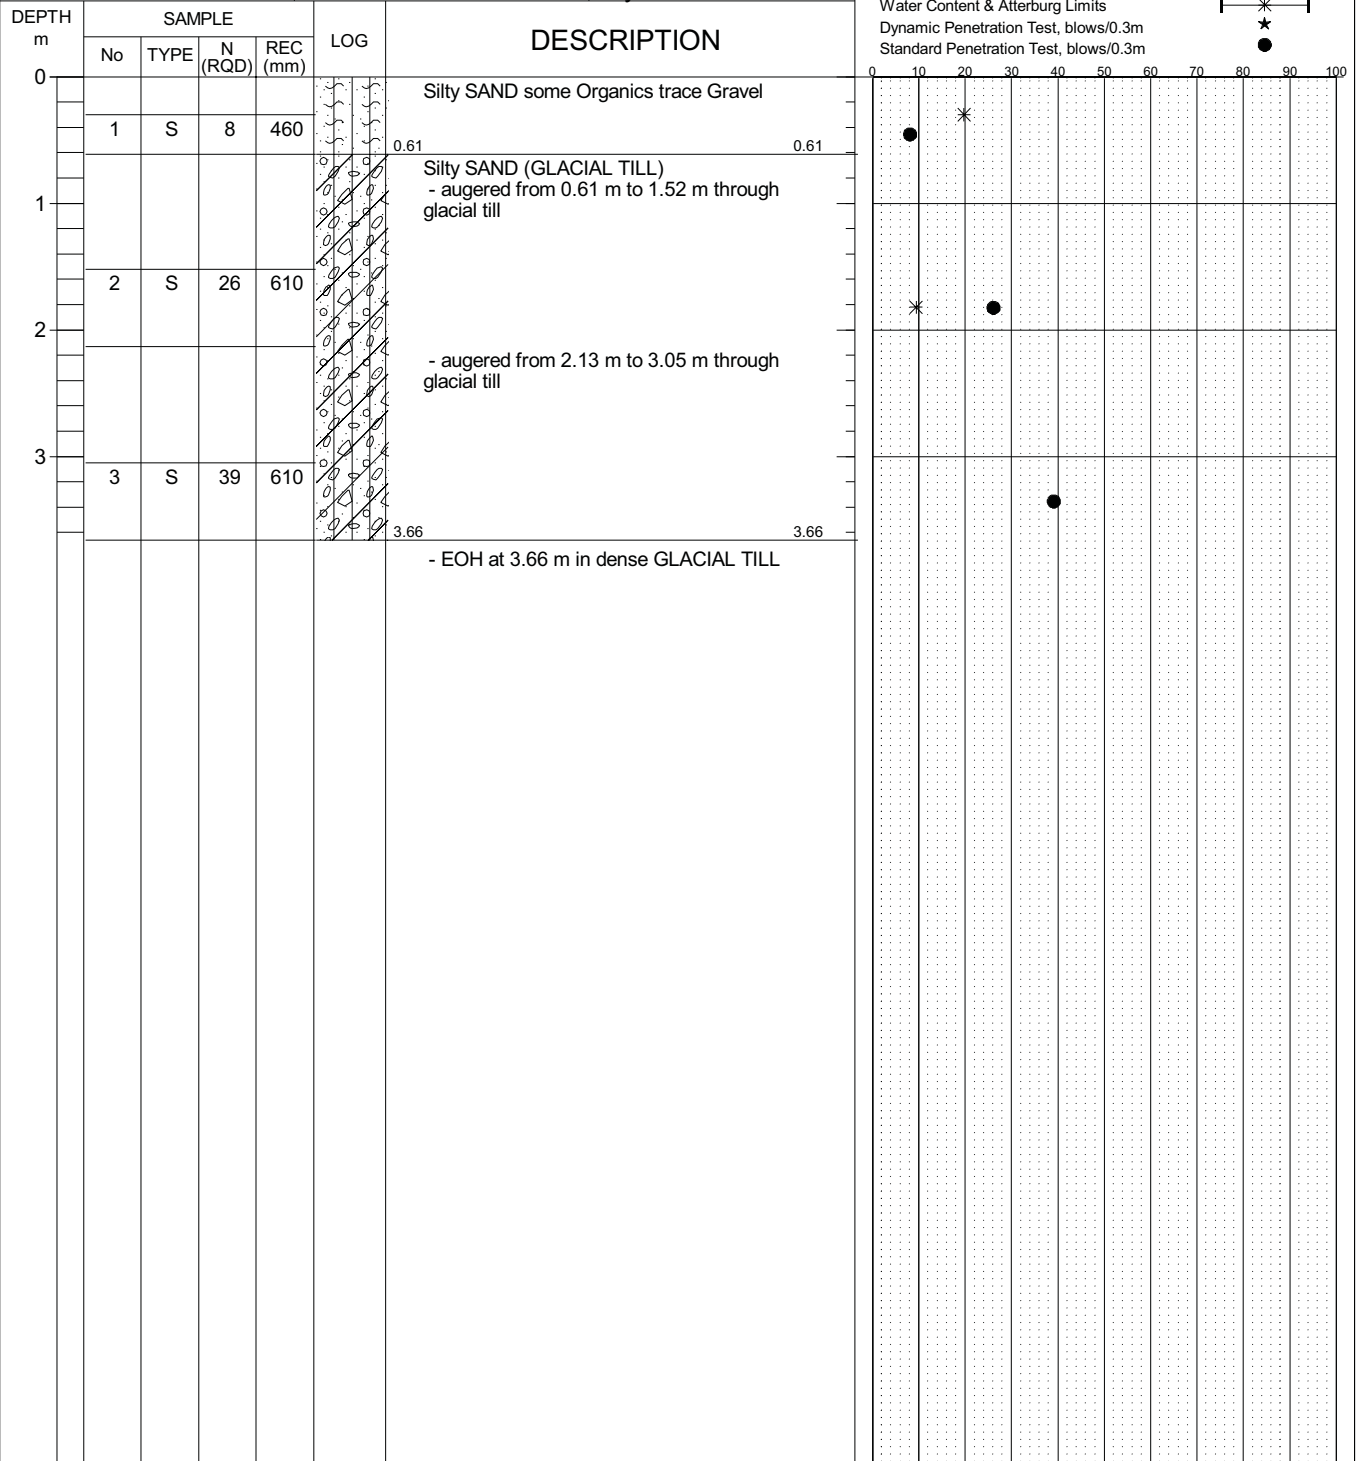 DEPTH
m
SAMPLE
No TYPE N (RQD) REC (mm)
LOG
DESCRIPTION
Water Content & Atterburg Limits
Dynamic Penetration Test, blows/0.3m
Standard Penetration Test, blows/0.3m
0 10 20 30 40 50 60 70 80 90 100
0
Silty SAND some Organics trace Gravel
1 S 8 460
0.61 0.61
Silty SAND (GLACIAL TILL)
- augered from 0.61 m to 1.52 m through
glacial till
1
2 S 26 610
2
- augered from 2.13 m to 3.05 m through
glacial till
3
3 S 39 610
3.66 3.66
- EOH at 3.66 m in dense GLACIAL TILL